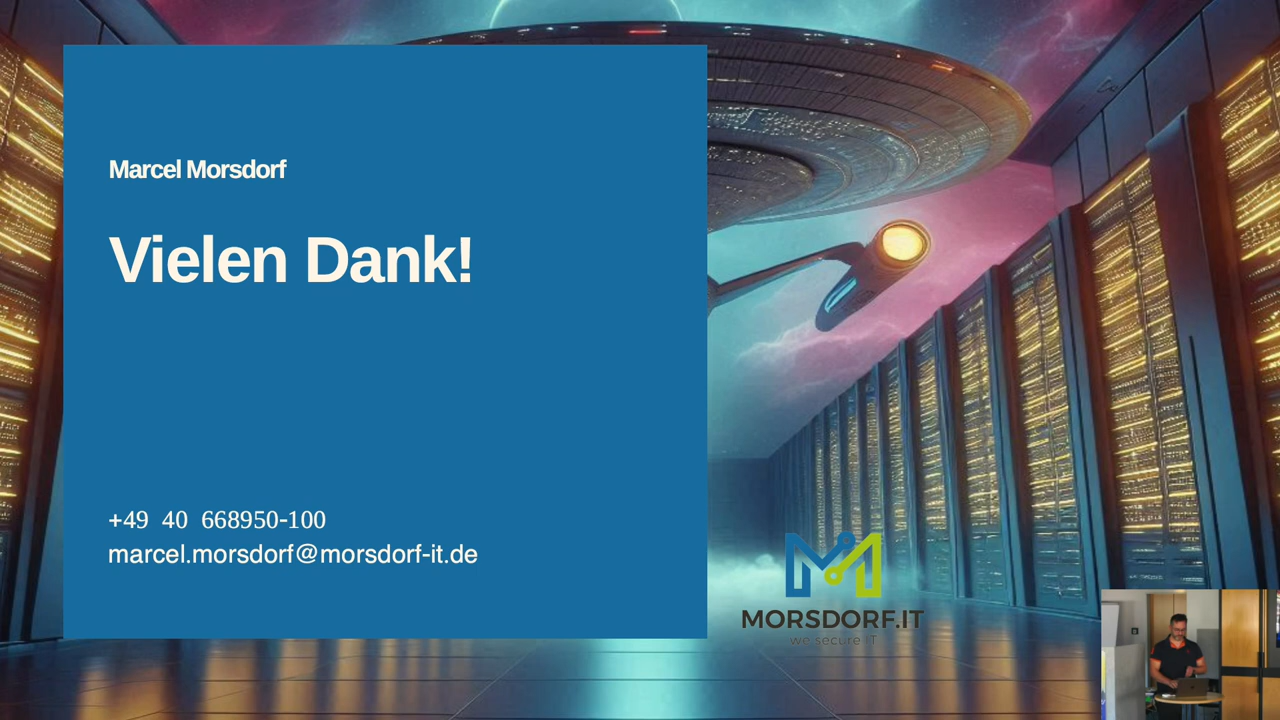 Marcel Morsdorf
Vielen Dank!
+49 40 668950-100
marcel.morsdorf@morsdorf-it.de
MORSDORF.IT
we secure IT